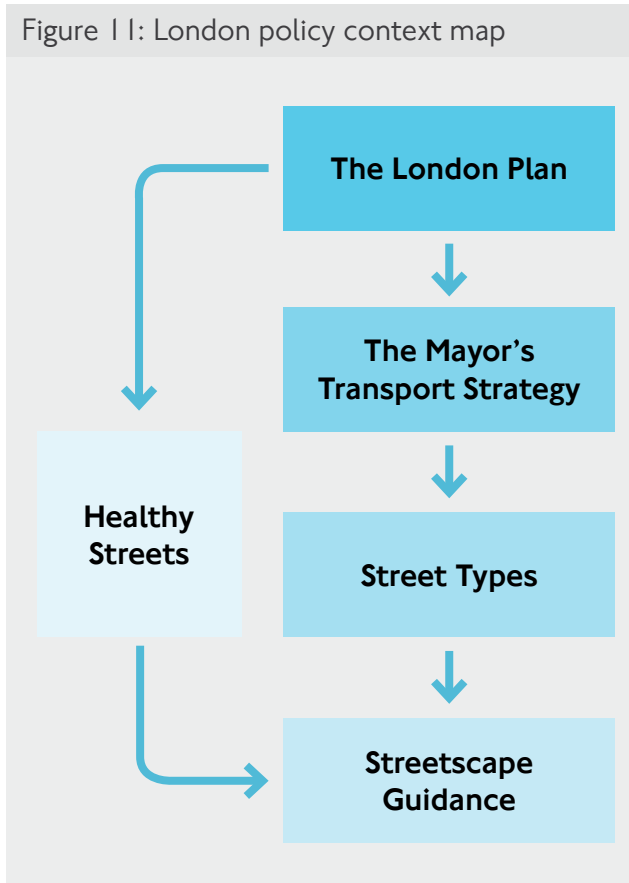 Figure 11: London policy context map
The London Plan
The Mayor’s
Transport Strategy
Healthy
Streets
Street Types
Streetscape
Guidance